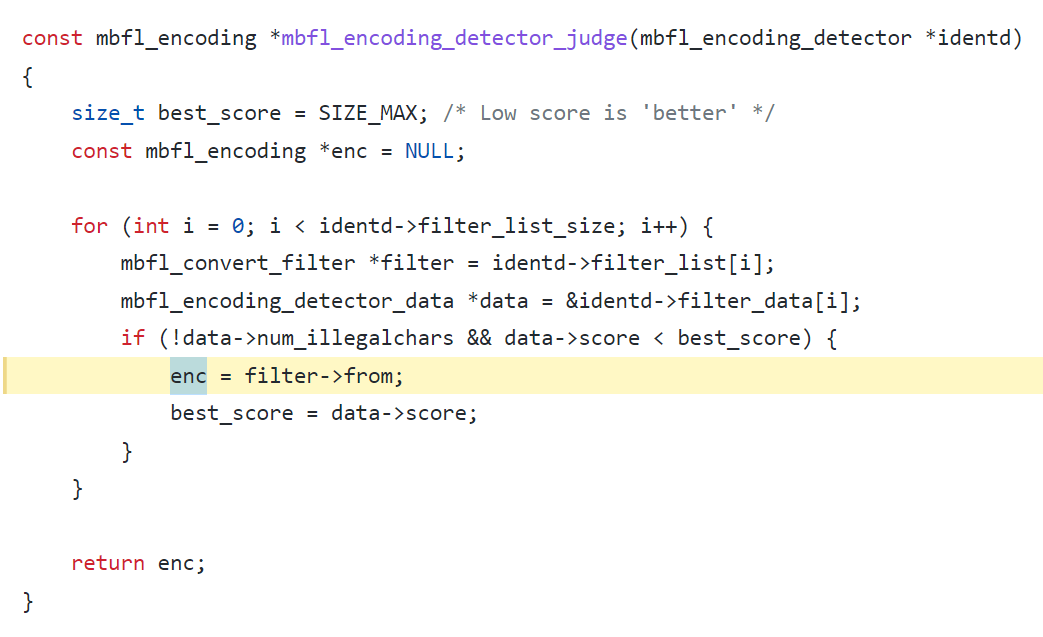 const mbfl_encoding *mbfl_encoding_detector_judge(mbfl_encoding_detector *identd)
{
    size_t best_score = SIZE_MAX; /* Low score is 'better' */
    const mbfl_encoding *enc = NULL;

    for (int i = 0; i < identd->filter_list_size; i++) {
        mbfl_convert_filter *filter = identd->filter_list[i];
        mbfl_encoding_detector_data *data = &identd->filter_data[i];
        if (!data->num_illegalchars && data->score < best_score) {
            enc = filter->from;
            best_score = data->score;
        }
    }

    return enc;
}